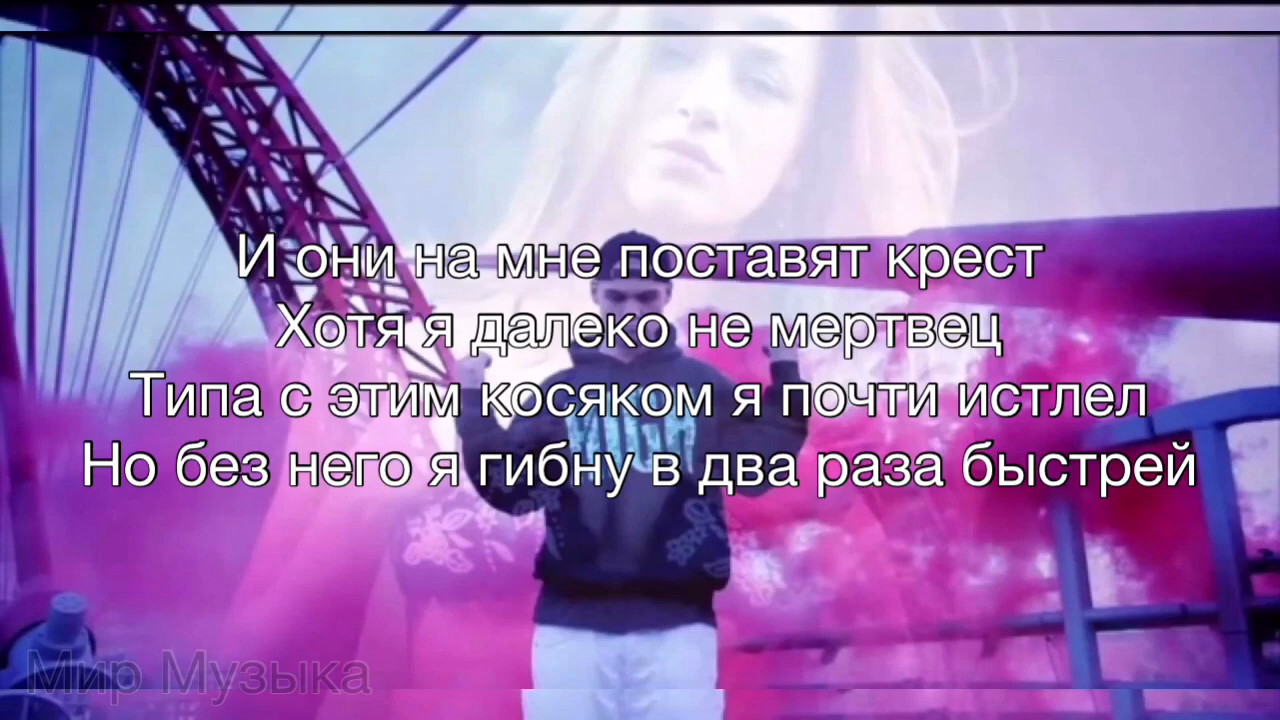 И они на мне поставят крест
Хотя я далеко не мертвец
Типа с этим косяком я почти истлел
Но без него я гибну в два раза быстрей
Мир Музыка